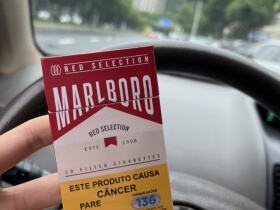 RED SELECTION
MARLBORO
RED SELECTION
ESTD 1908
20 FILTER CIGARETTES
ESTE PRODUTO CAUSA
CÂNCER
PARE
136